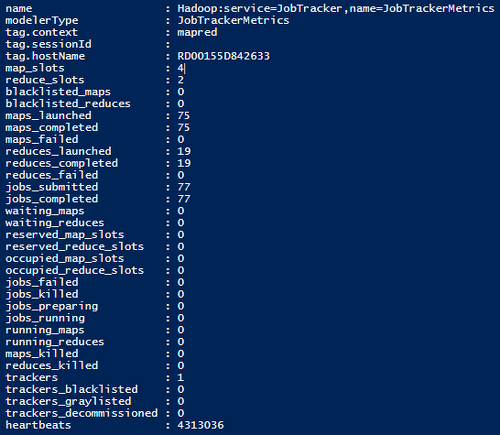 name : Hadoop:service=JobTracker,name=JobTrackerMetrics
modelerType : JobTrackerMetrics
tag.context : mapred
tag.sessionId :
tag.hostName : RD00155D842633
map_slots : 4
reduce_slots : 2
blacklisted_maps : 0
blacklisted_reduces : 0
maps_launched : 75
maps_completed : 75
maps_failed : 0
reduces_launched : 19
reduces_completed : 19
reduces_failed : 0
jobs_submitted : 77
jobs_completed : 77
waiting_maps : 0
waiting_reduces : 0
reserved_map_slots : 0
reserved_reduce_slots : 0
occupied_map_slots : 0
occupied_reduce_slots : 0
jobs_failed : 0
jobs_killed : 0
jobs_preparing : 0
jobs_running : 0
running_maps : 0
running_reduces : 0
maps_killed : 0
reduces_killed : 0
trackers : 1
trackers_blacklisted : 0
trackers_graylisted : 0
trackers_decommissioned : 0
heartbeats : 4313036